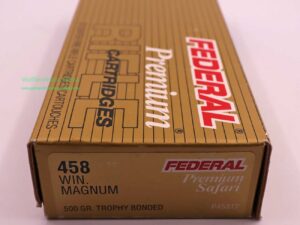 FEDERAL
Premium
RIFLE
CARTRIDGES
458
WIN.
MAGNUM
500 GR. TROPHY BONDED
FEDERAL
Premium
Safari